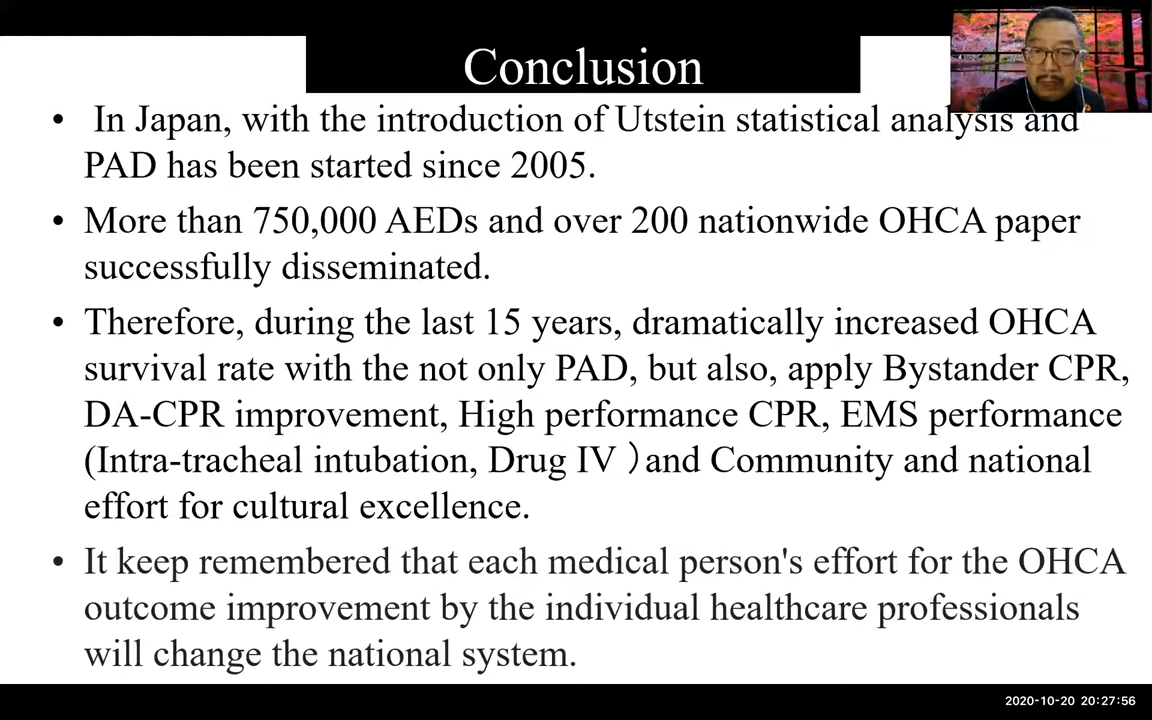 Conclusion
• In Japan, with the introduction of Utstein statistical analysis and
PAD has been started since 2005.
• More than 750,000 AEDs and over 200 nationwide OHCA paper
successfully disseminated.
• Therefore, during the last 15 years, dramatically increased OHCA
survival rate with the not only PAD, but also, apply Bystander CPR,
DA-CPR improvement, High performance CPR, EMS performance
(Intra-tracheal intubation, Drug IV ) and Community and national
effort for cultural excellence.
• It keep remembered that each medical person's effort for the OHCA
outcome improvement by the individual healthcare professionals
will change the national system.
2020-10-20 20:27:56